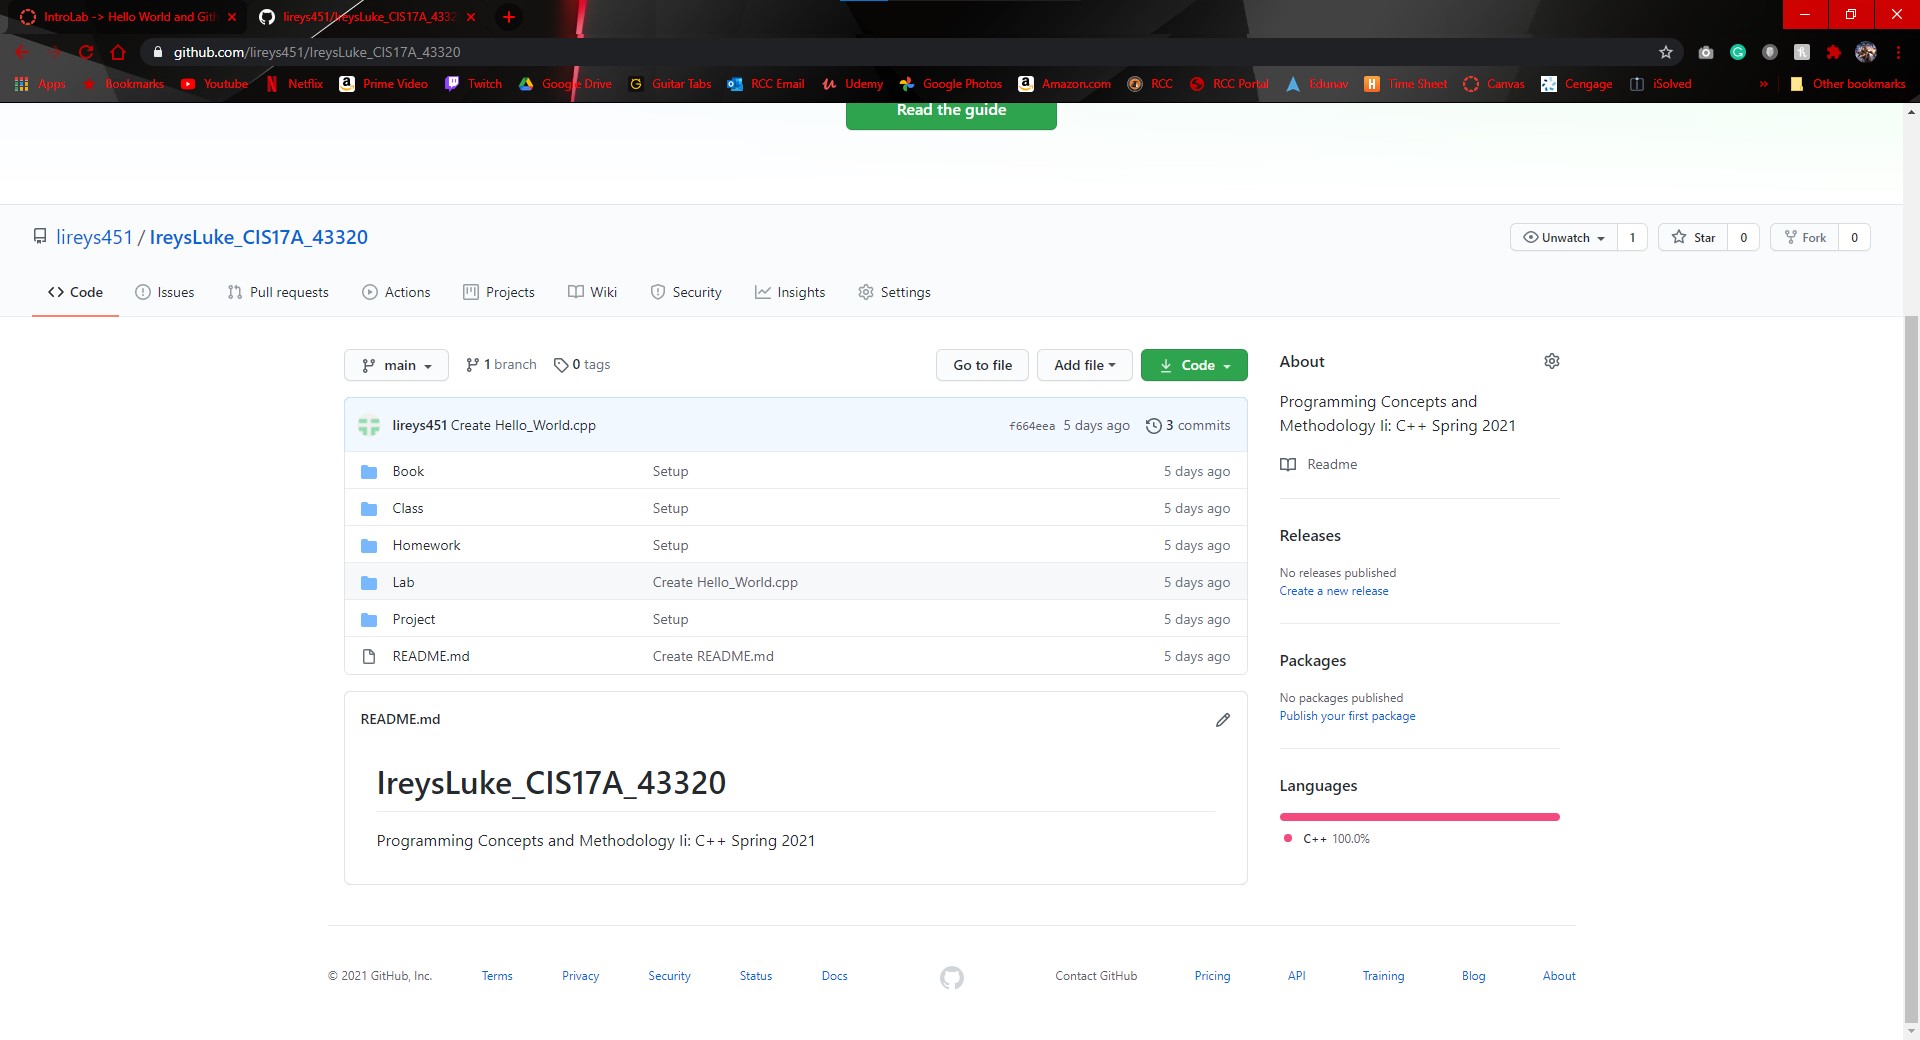 IntroLab -> Hello World and Gith
lireys451/IreysLuke_CIS17A_4332
github.com/lireys451/IreysLuke_CIS17A_43320
Apps Bookmarks Youtube Netflix Prime Video Twitch Google Drive Guitar Tabs RCC Email Udemy Google Photos Amazon.com RCC RCC Portal Edunav Time Sheet Canvas Cengage iSolved » Other bookmarks
Read the guide
lireys451 / IreysLuke_CIS17A_43320
Unwatch 1 Star 0 Fork 0
Code Issues Pull requests Actions Projects Wiki Security Insights Settings
main 1 branch 0 tags Go to file Add file Code
lireys451 Create Hello_World.cpp f664eea 5 days ago 3 commits
Book Setup 5 days ago
Class Setup 5 days ago
Homework Setup 5 days ago
Lab Create Hello_World.cpp 5 days ago
Project Setup 5 days ago
README.md Create README.md 5 days ago
README.md
IreysLuke_CIS17A_43320
Programming Concepts and Methodology Ii: C++ Spring 2021
About
Programming Concepts and
Methodology Ii: C++ Spring 2021
Readme
Releases
No releases published
Create a new release
Packages
No packages published
Publish your first package
Languages
C++ 100.0%
© 2021 GitHub, Inc. Terms Privacy Security Status Docs Contact GitHub Pricing API Training Blog About